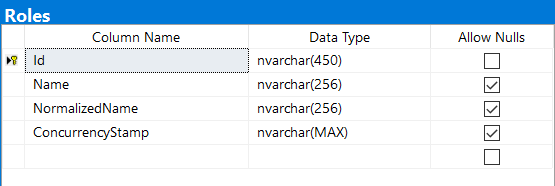 Roles
Column Name Data Type Allow Nulls
Id nvarchar(450)
Name nvarchar(256)
NormalizedName nvarchar(256)
ConcurrencyStamp nvarchar(MAX)